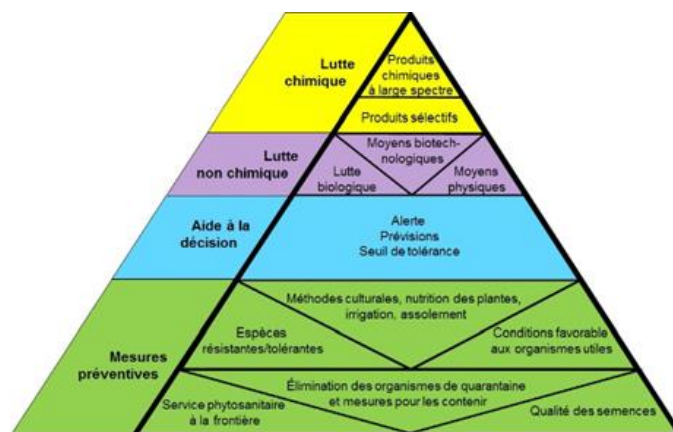 Lutte
chimique
Produits
chimiques
à large spectre
Produits sélectifs
Lutte
non chimique
Moyens biotech-
nologiques
Lutte
biologique
Moyens
physiques
Aide à la
décision
Alerte
Prévisions
Seuil de tolérance
Mesures
préventives
Méthodes culturales, nutrition des plantes,
irrigation, assolement
Espèces
résistantes/tolérantes
Conditions favorable
aux organismes utiles
Élimination des organismes de quarantaine
et mesures pour les contenir
Service phytosanitaire
à la frontière
Qualité des semences